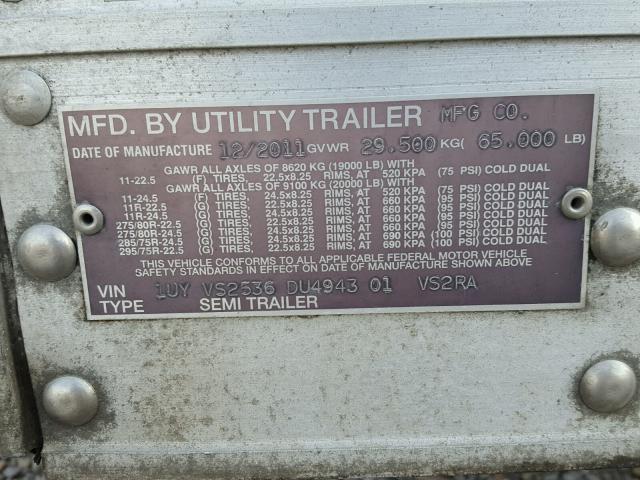 MFD. BY UTILITY TRAILER MFG CO.
DATE OF MANUFACTURE 12/2011 GVWR 29.500 KG( 65.000 LB)
GAWR ALL AXLES OF 8620 KG (19000 LB) WITH
11-22.5 (F) TIRES, 22.5x8.25 RIMS, AT 520 KPA (75 PSI) COLD DUAL
GAWR ALL AXLES OF 9100 KG (20000 LB) WITH
11-24.5 (F) TIRES, 24.5x8.25 RIMS, AT 520 KPA (75 PSI) COLD DUAL
11R-22.5 (G) TIRES, 22.5x8.25 RIMS, AT 660 KPA (95 PSI) COLD DUAL
11R-24.5 (G) TIRES, 24.5x8.25 RIMS, AT 660 KPA (95 PSI) COLD DUAL
275/80R-22.5 (G) TIRES, 22.5x8.25 RIMS, AT 660 KPA (95 PSI) COLD DUAL
275/80R-24.5 (G) TIRES, 24.5x8.25 RIMS, AT 660 KPA (95 PSI) COLD DUAL
285/75R-24.5 (G) TIRES, 24.5x8.25 RIMS, AT 690 KPA (100 PSI) COLD DUAL
295/75R-22.5 (G) TIRES, 22.5x8.25 RIMS, AT 690 KPA (100 PSI) COLD DUAL
THIS VEHICLE CONFORMS TO ALL APPLICABLE FEDERAL MOTOR VEHICLE
SAFETY STANDARDS IN EFFECT ON DATE OF MANUFACTURE SHOWN ABOVE
VIN 1UY VS2536 DU4943 01 VS2RA
TYPE SEMI TRAILER